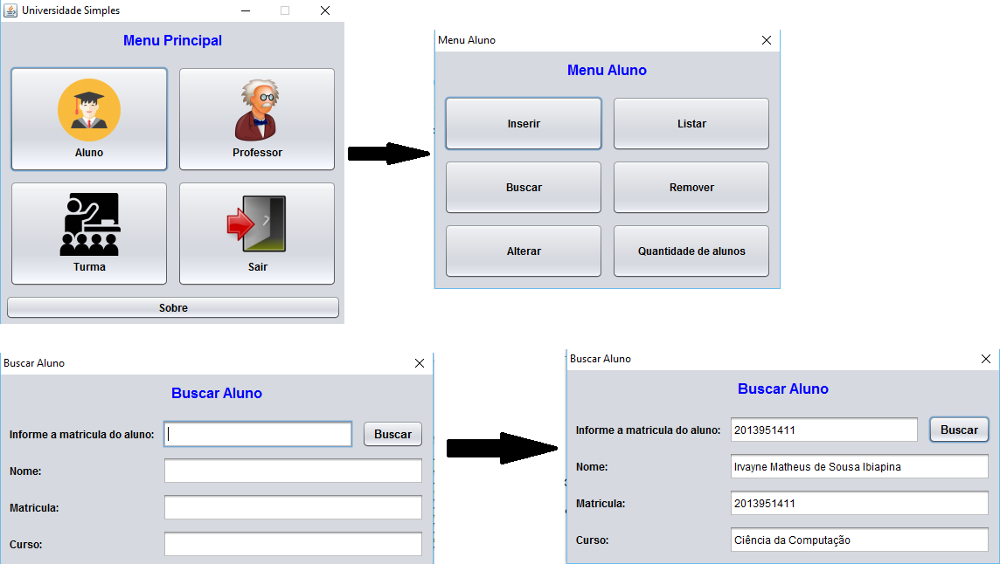 Universidade Simples
Menu Principal
Aluno
Professor
Turma
Sair
Sobre
Menu Aluno
Menu Aluno
Inserir
Listar
Buscar
Remover
Alterar
Quantidade de alunos
Buscar Aluno
Buscar Aluno
Informe a matricula do aluno:
Buscar
Nome:
Matricula:
Curso:
Buscar Aluno
Buscar Aluno
Informe a matricula do aluno: 2013951411 Buscar
Nome: Irvayne Matheus de Sousa Ibiapina
Matricula: 2013951411
Curso: Ciência da Computação